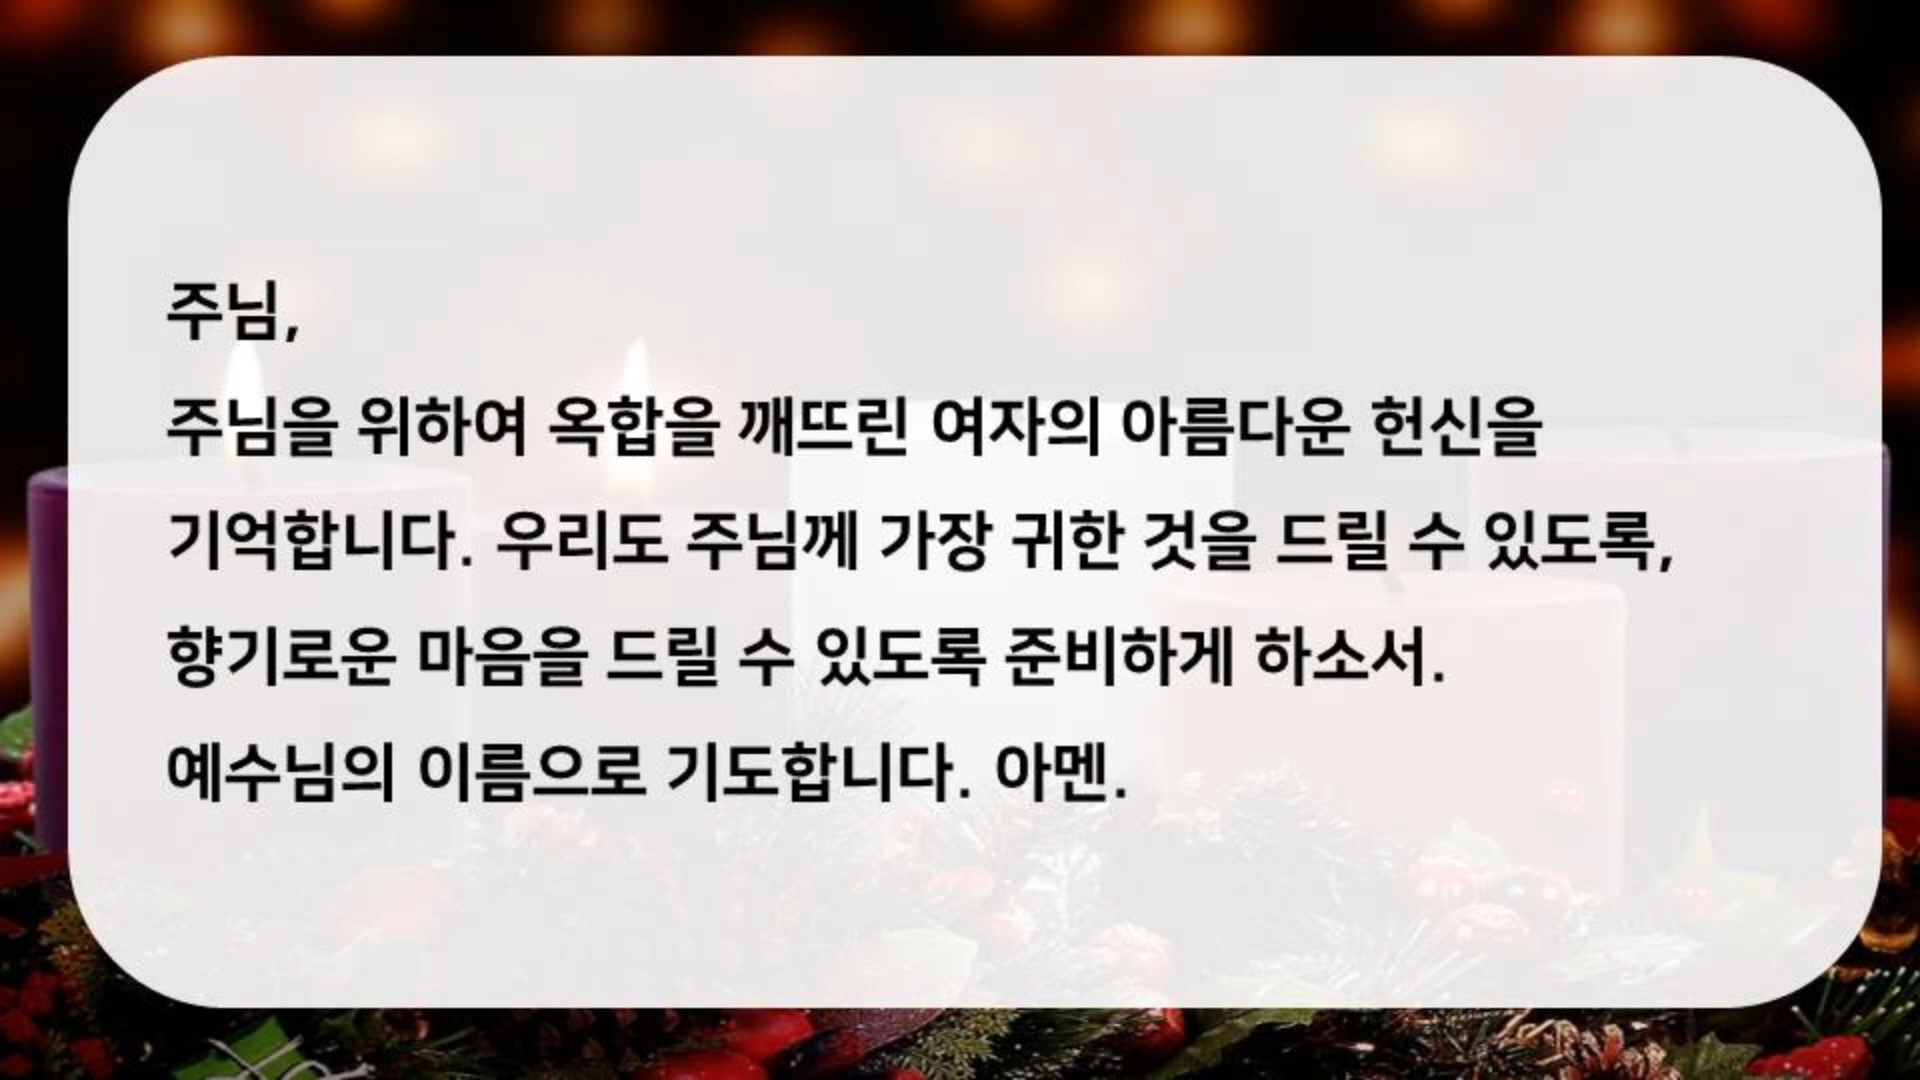 주님,
주님을 위하여 옥합을 깨뜨린 여자의 아름다운 헌신을
기억합니다. 우리도 주님께 가장 귀한 것을 드릴 수 있도록,
향기로운 마음을 드릴 수 있도록 준비하게 하소서.
예수님의 이름으로 기도합니다. 아멘.